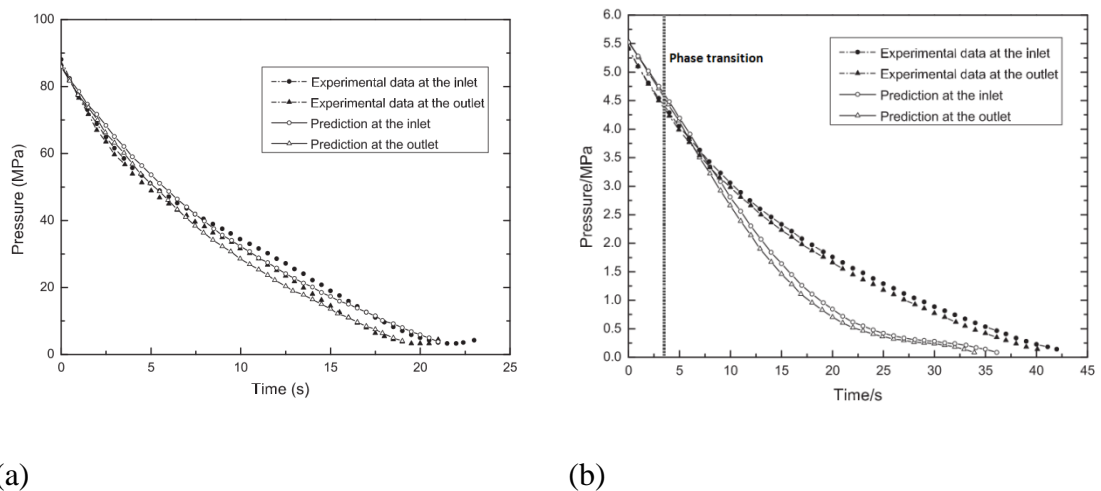 100
80
60
40
20
0
Pressure (MPa)
0 5 10 15 20 25
Time (s)
Experimental data at the inlet
Experimental data at the outlet
Prediction at the inlet
Prediction at the outlet
6.0
5.5
5.0
4.5
4.0
3.5
3.0
2.5
2.0
1.5
1.0
0.5
0.0
Pressure/MPa
0 5 10 15 20 25 30 35 40 45
Time/s
Phase transition
Experimental data at the inlet
Experimental data at the outlet
Prediction at the inlet
Prediction at the outlet
(a) (b)